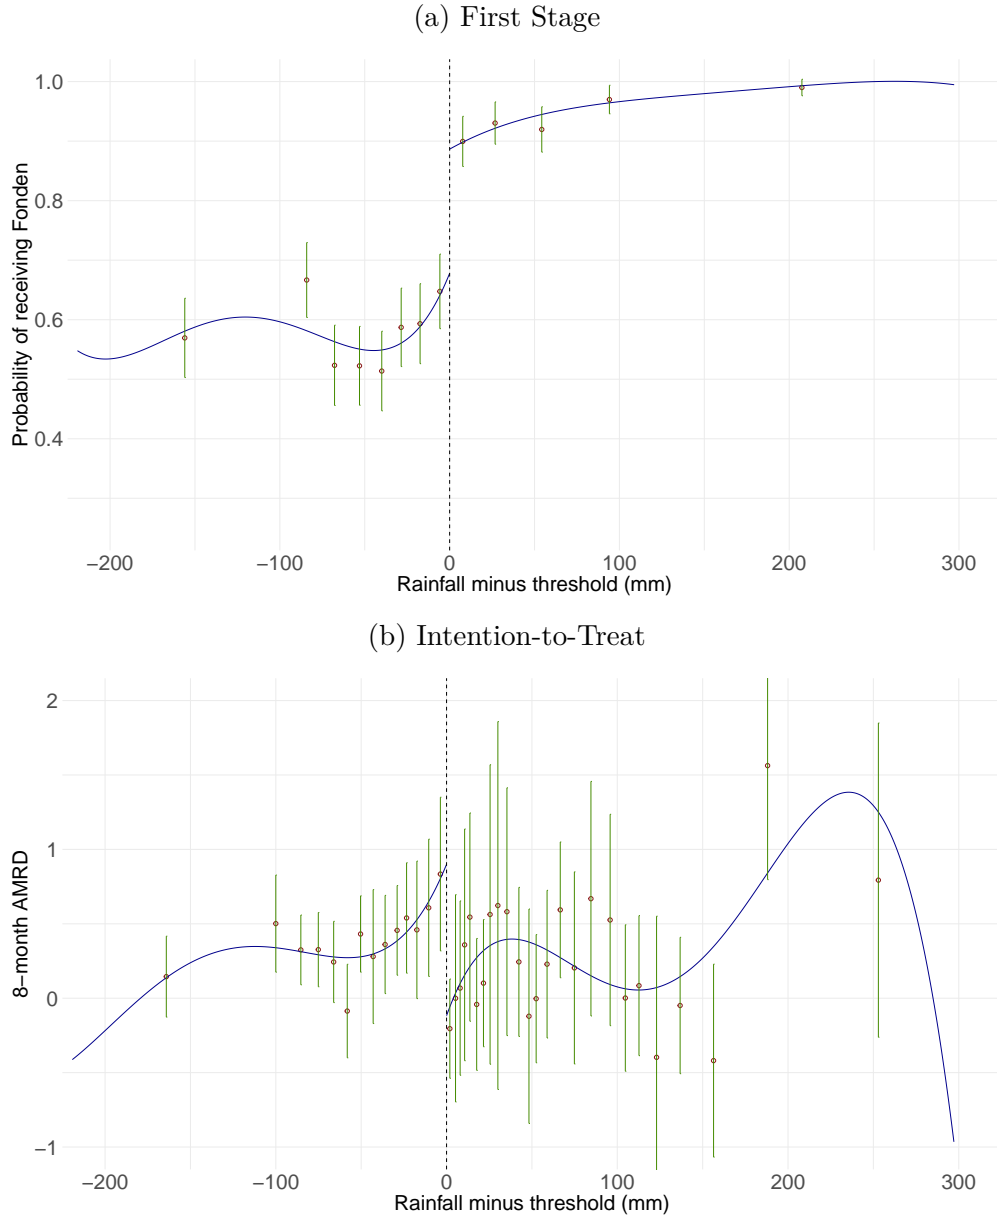 (a) First Stage
1.0
0.8
0.6
0.4
Probability of receiving Fonden
−200 −100 0 100 200 300
Rainfall minus threshold (mm)
(b) Intention-to-Treat
2
1
0
−1
8−month AMRD
−200 −100 0 100 200 300
Rainfall minus threshold (mm)